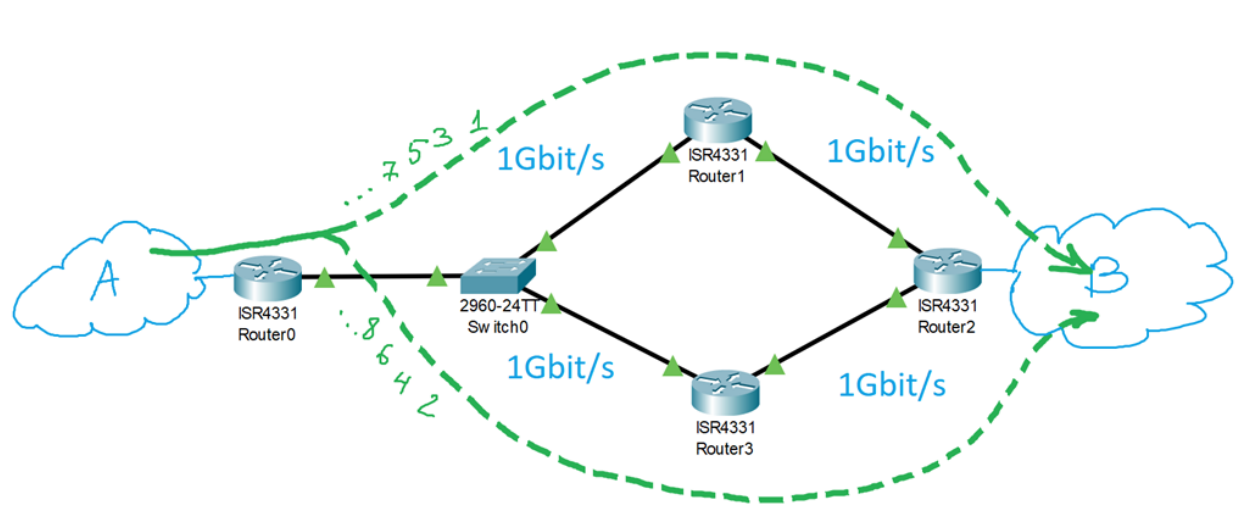 1
3
5
7
...
1Gbit/s
1Gbit/s
ISR4331
Router1
A
ISR4331
Router0
2960-24TT
Switch0
ISR4331
Router2
B
...8
6
4
2
1Gbit/s
1Gbit/s
ISR4331
Router3